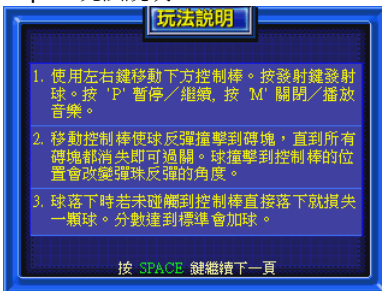 玩法說明
1. 使用左右鍵移動下方控制棒。按發射鍵發射
球。按 'P' 暫停／繼續, 按 'M' 關閉／播放
音樂。
2. 移動控制棒使球反彈撞擊到磚塊，直到所有
磚塊都消失即可過關。球撞擊到控制棒的位
置會改變彈珠反彈的角度。
3. 球落下時若未碰觸到控制棒直接落下就損失
一顆球。分數達到標準會加球。
按 SPACE 鍵繼續下一頁